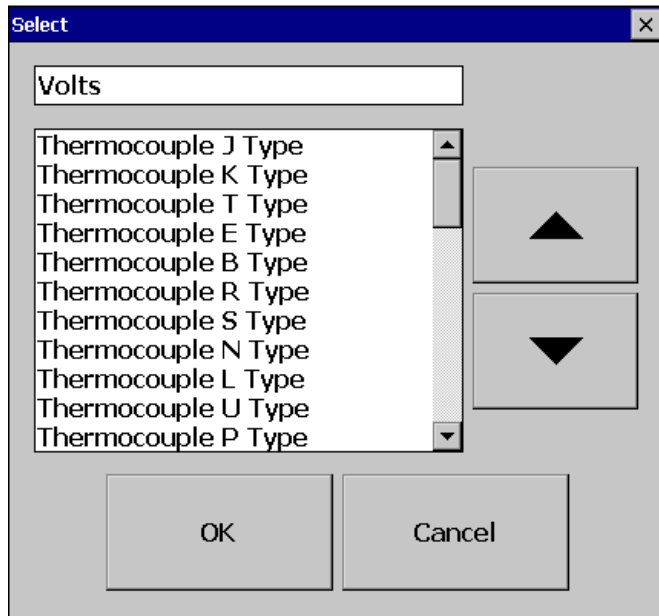 Select
Volts
Thermocouple J Type
Thermocouple K Type
Thermocouple T Type
Thermocouple E Type
Thermocouple B Type
Thermocouple R Type
Thermocouple S Type
Thermocouple N Type
Thermocouple L Type
Thermocouple U Type
Thermocouple P Type
OK
Cancel